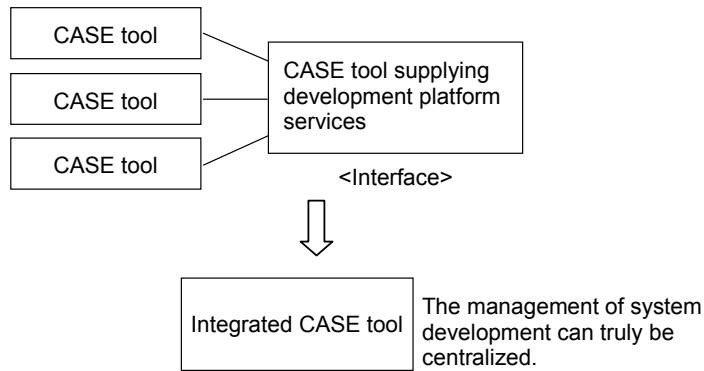 CASE tool
CASE tool
CASE tool
CASE tool supplying
development platform
services
<Interface>
Integrated CASE tool
The management of system
development can truly be
centralized.